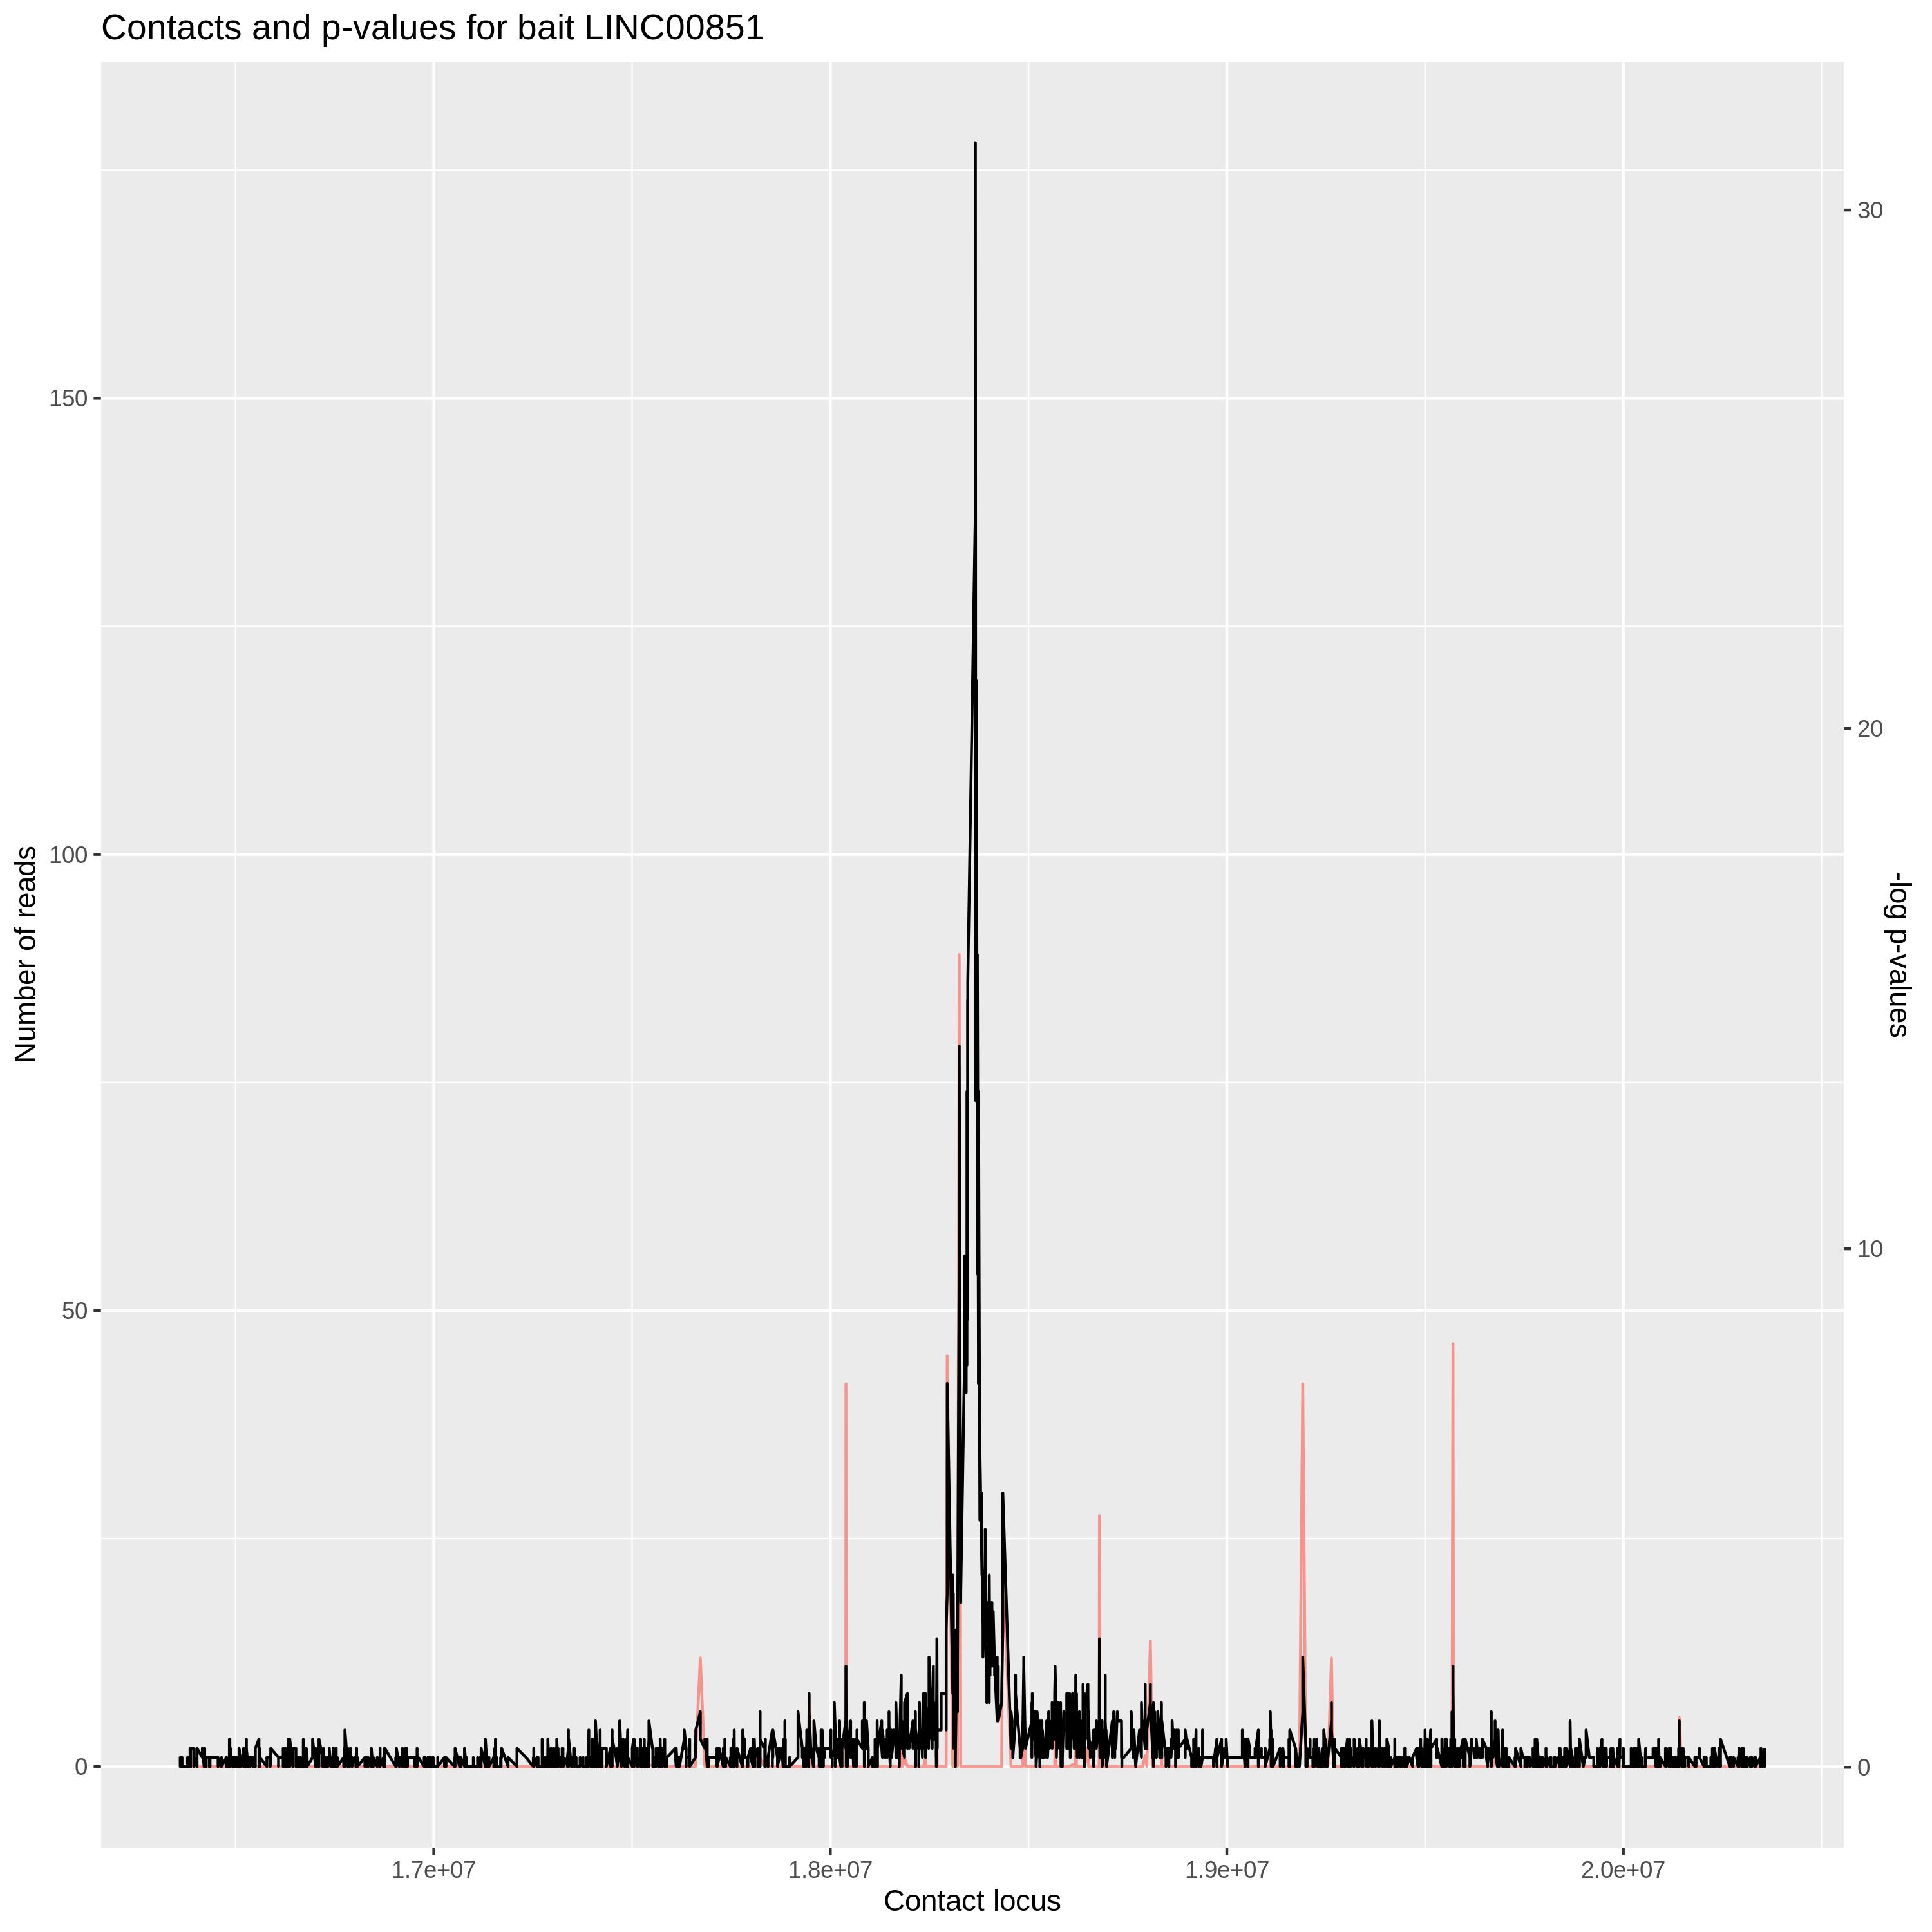 Contacts and p-values for bait LINC00851
Number of reads
150
100
50
0
30
20
10
0
-log p-values
1.7e+07 1.8e+07 1.9e+07 2.0e+07
Contact locus